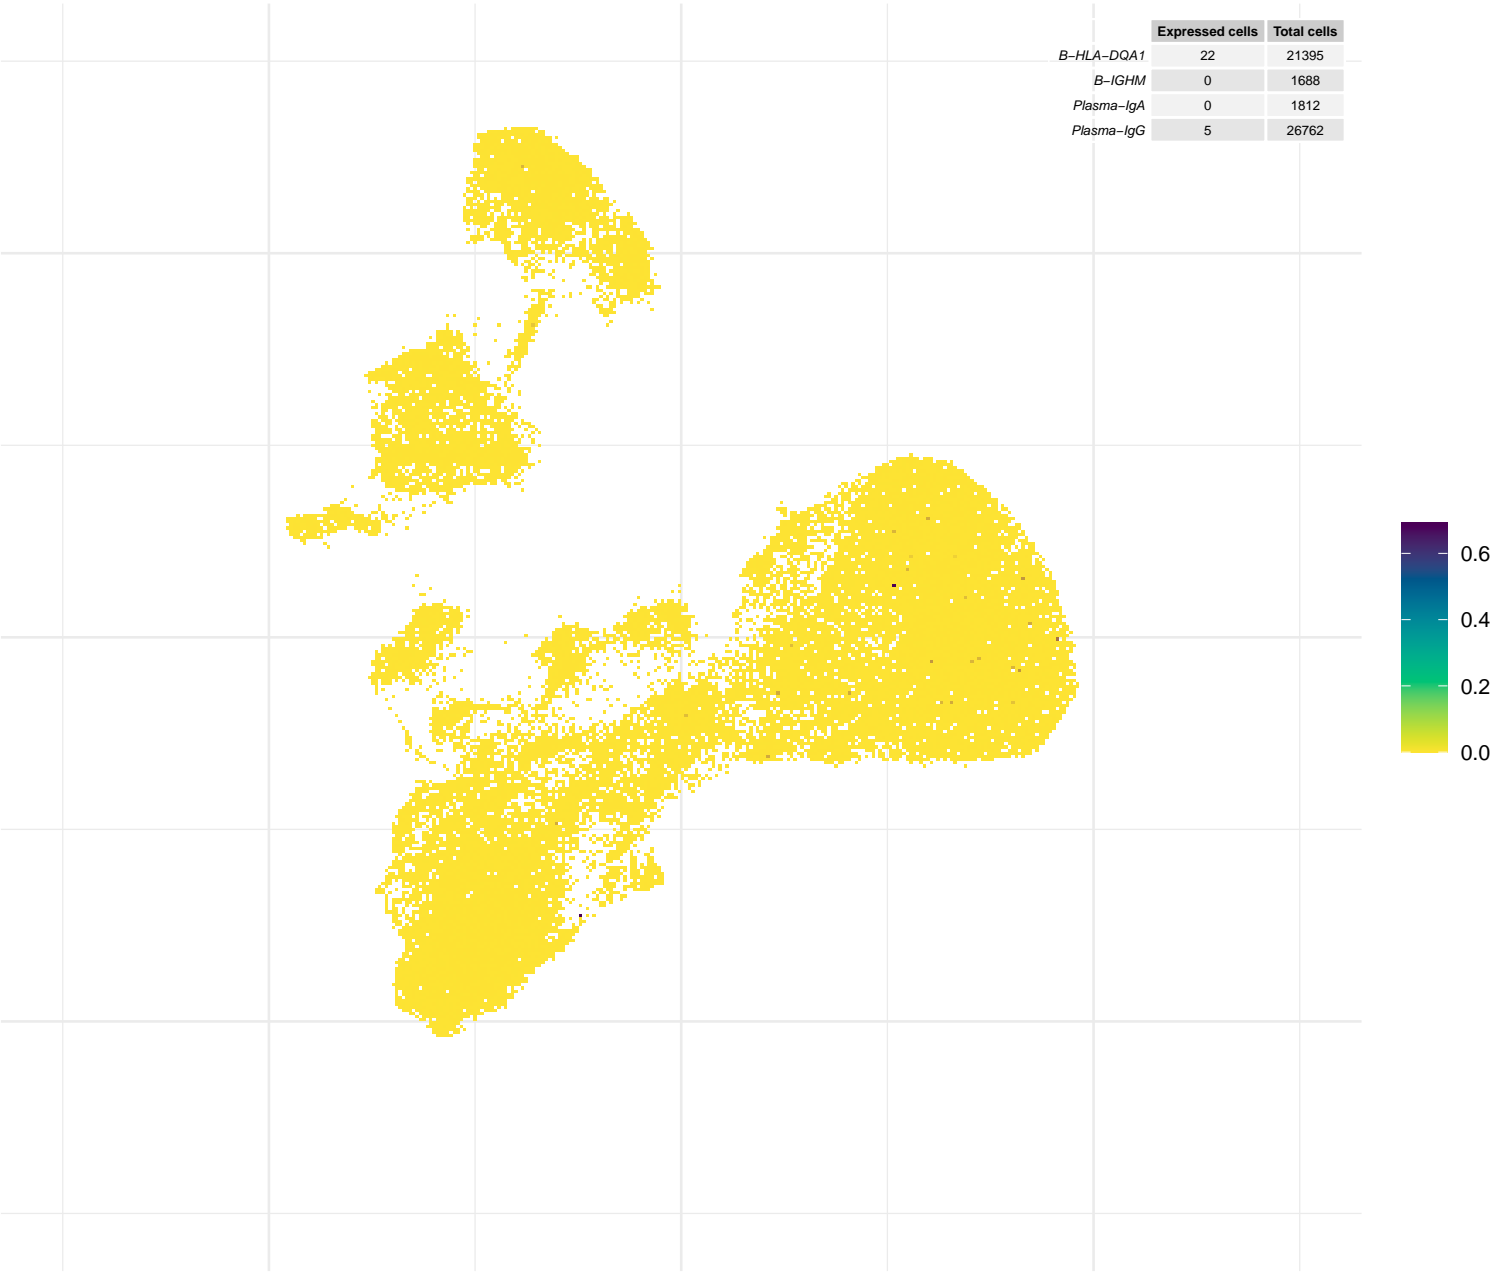 Expressed cells Total cells
B−HLA−DQA1 22 21395
B−IGHM 0 1688
Plasma−IgA 0 1812
Plasma−IgG 5 26762
0.6
0.4
0.2
0.0